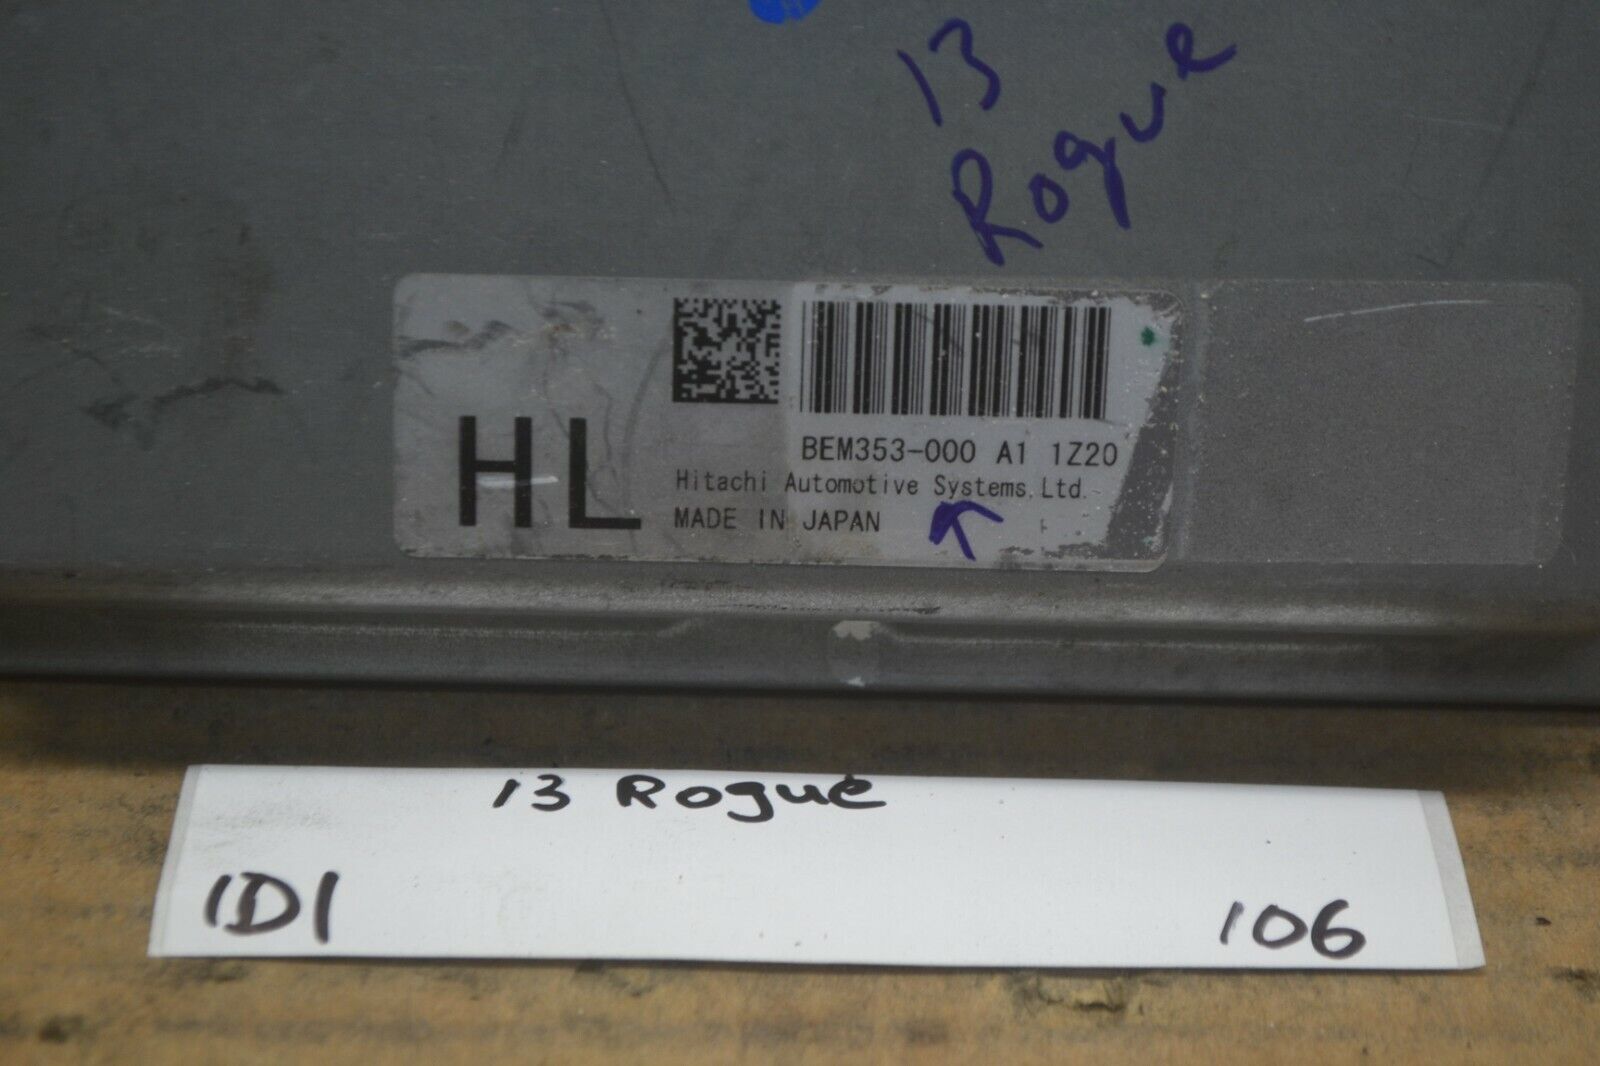 13
Rogue
HL
BEM353-000 A1 1Z20
Hitachi Automotive Systems,Ltd.
MADE IN JAPAN
13 Rogue
1D1
106